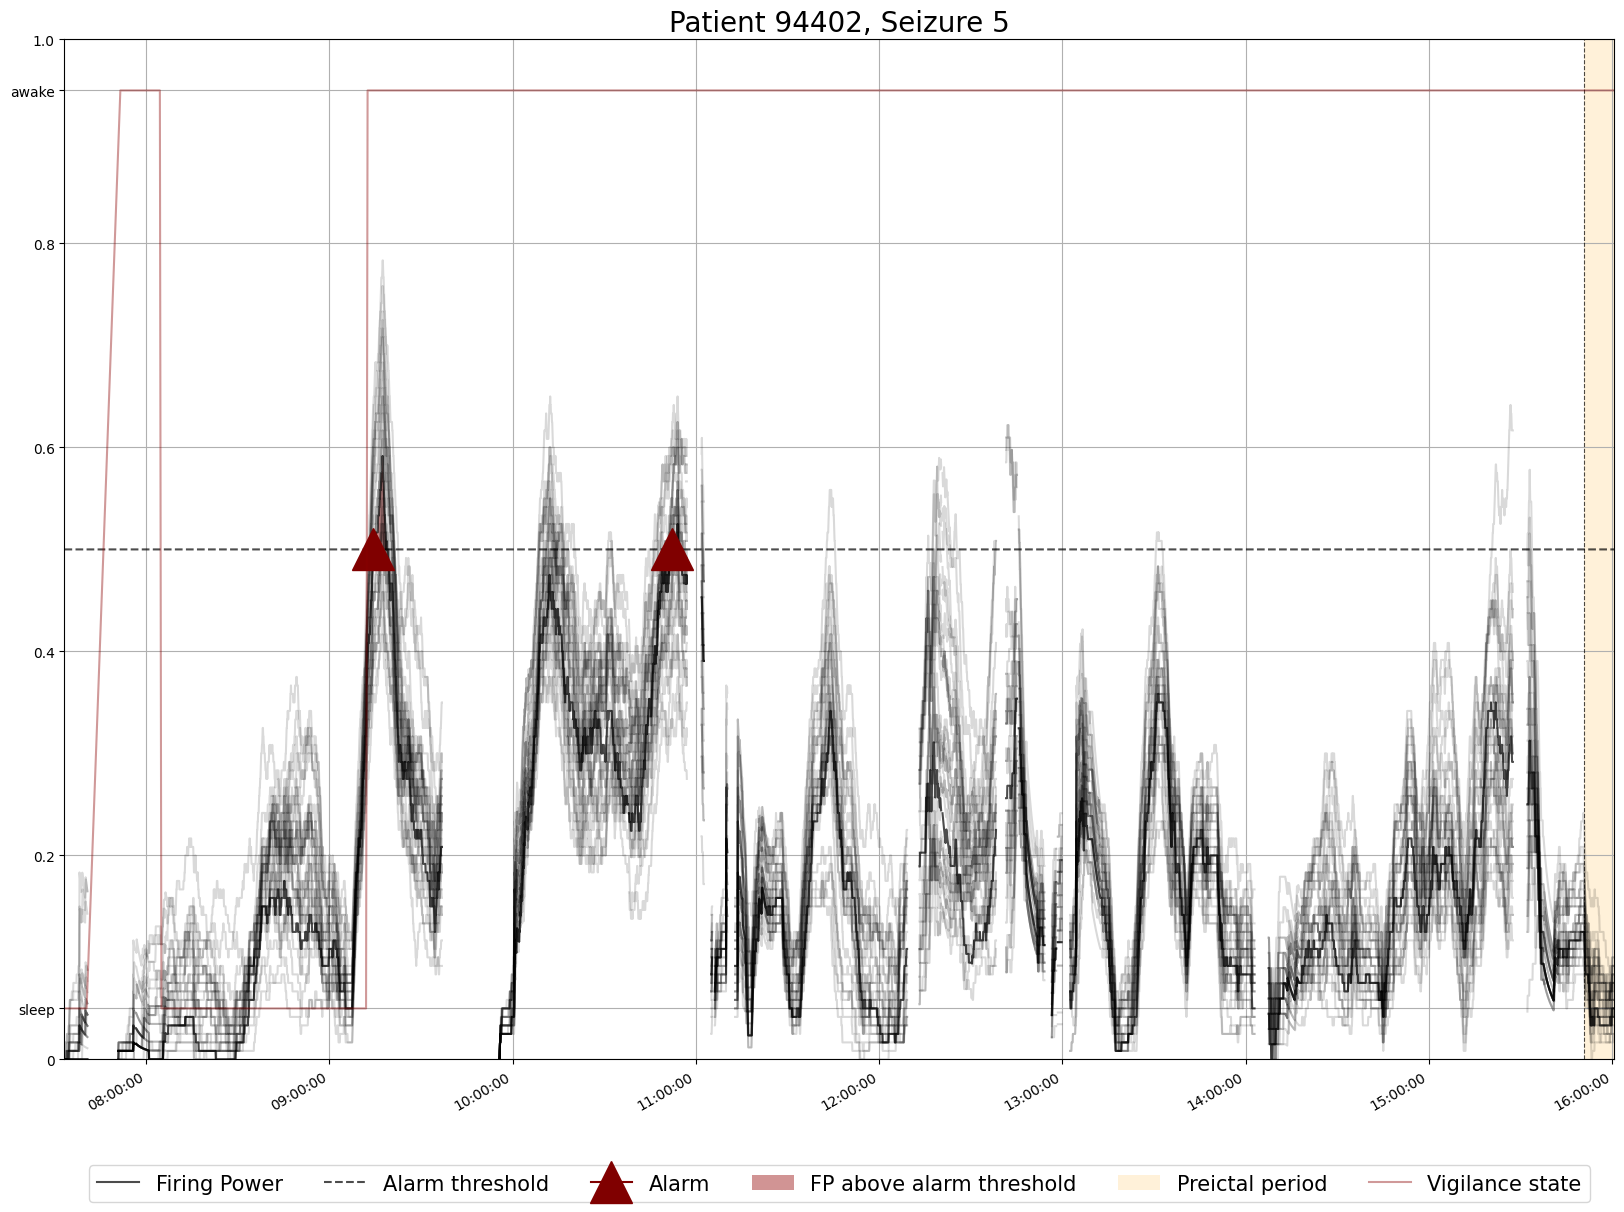 Patient 94402, Seizure 5
1.0
awake
0.8
0.6
0.4
0.2
sleep
0
08:00:00
09:00:00
10:00:00
11:00:00
12:00:00
13:00:00
14:00:00
15:00:00
16:00:00
Firing Power
Alarm threshold
Alarm
FP above alarm threshold
Preictal period
Vigilance state